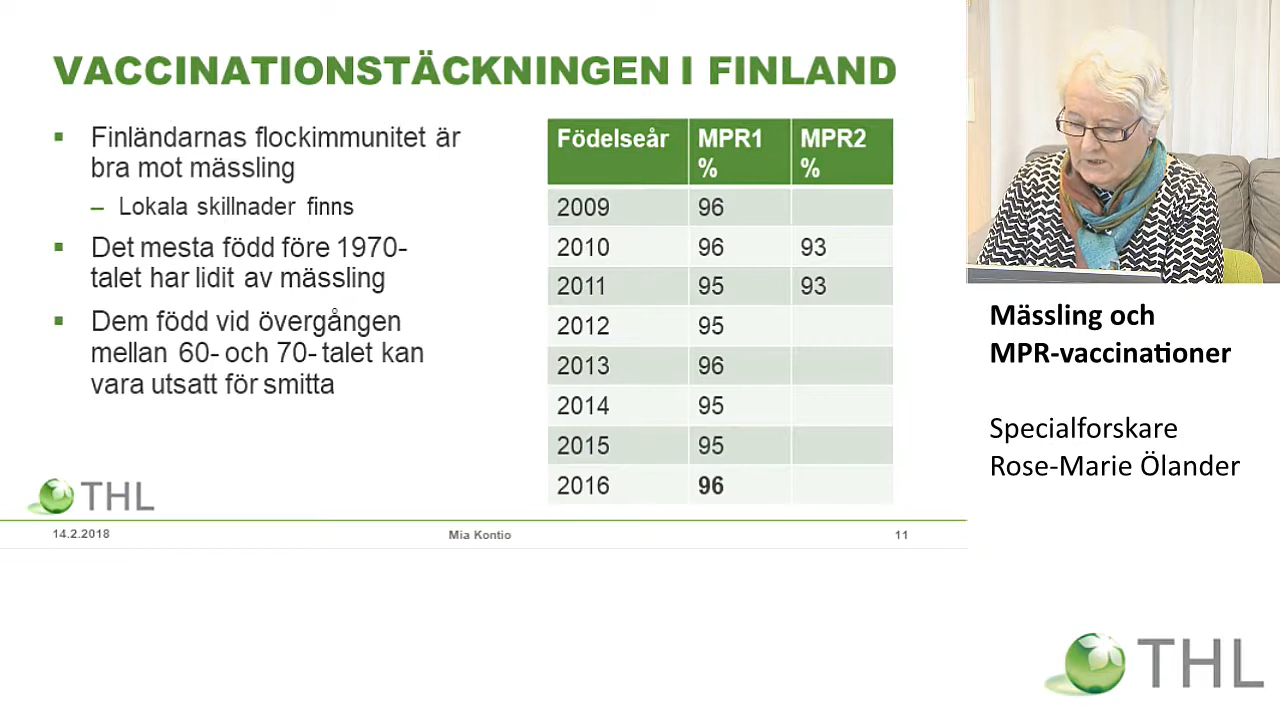 VACCINATIONSTÄCKNINGEN I FINLAND
Finländarnas flockimmunitet är
bra mot mässling
– Lokala skillnader finns
Det mesta född före 1970-
talet har lidit av mässling
Dem född vid övergången
mellan 60- och 70- talet kan
vara utsatt för smitta
Födelseår MPR1 % MPR2 %
2009 96
2010 96 93
2011 95 93
2012 95
2013 96
2014 95
2015 95
2016 96
THL
14.2.2018 Mia Kontio 11
Mässling och
MPR-vaccinationer
Specialforskare
Rose-Marie Ölander
THL